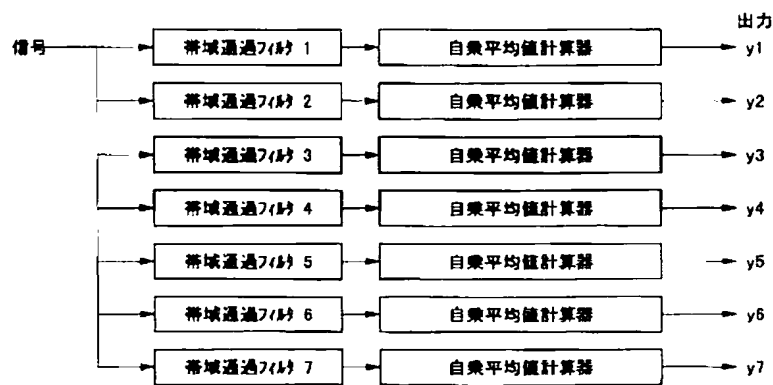 出力
信号 帯域通過フィルタ 1 自乗平均値計算器 y1
帯域通過フィルタ 2 自乗平均値計算器 y2
帯域通過フィルタ 3 自乗平均値計算器 y3
帯域通過フィルタ 4 自乗平均値計算器 y4
帯域通過フィルタ 5 自乗平均値計算器 y5
帯域通過フィルタ 6 自乗平均値計算器 y6
帯域通過フィルタ 7 自乗平均値計算器 y7